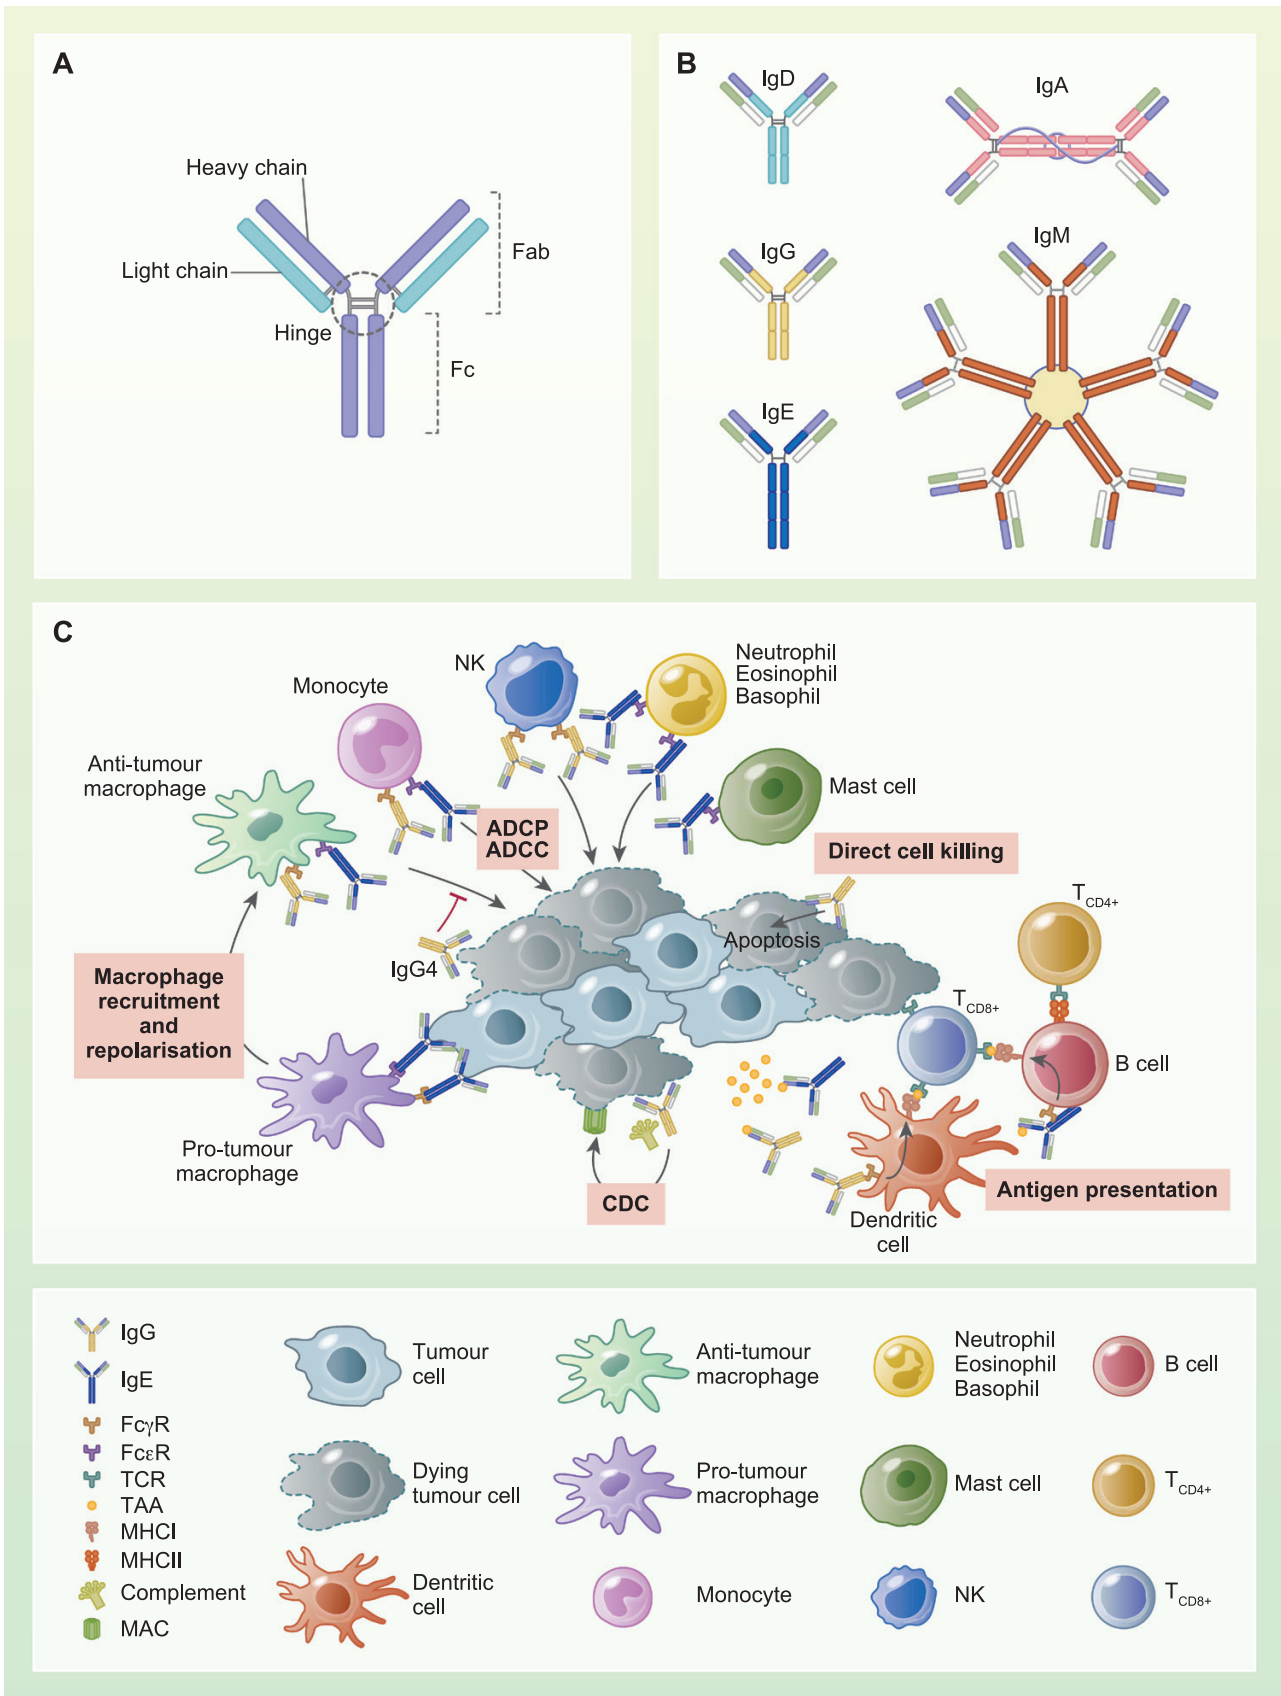 A
Heavy chain
Light chain
Hinge
Fab
Fc
B
IgD
IgA
IgG
IgM
IgE
C
NK
Neutrophil
Eosinophil
Basophil
Monocyte
Anti-tumour
macrophage
Mast cell
ADCP
ADCC
Direct cell killing
TCD4+
Apoptosis
IgG4
Macrophage
recruitment
and
repolarisation
TCD8+
B cell
Pro-tumour
macrophage
CDC
Antigen presentation
Dendritic
cell
IgG
IgE
FcγR
FcεR
TCR
TAA
MHCI
MHCII
Complement
MAC
Tumour
cell
Dying
tumour cell
Dentritic
cell
Anti-tumour
macrophage
Pro-tumour
macrophage
Monocyte
Neutrophil
Eosinophil
Basophil
Mast cell
NK
B cell
TCD4+
TCD8+